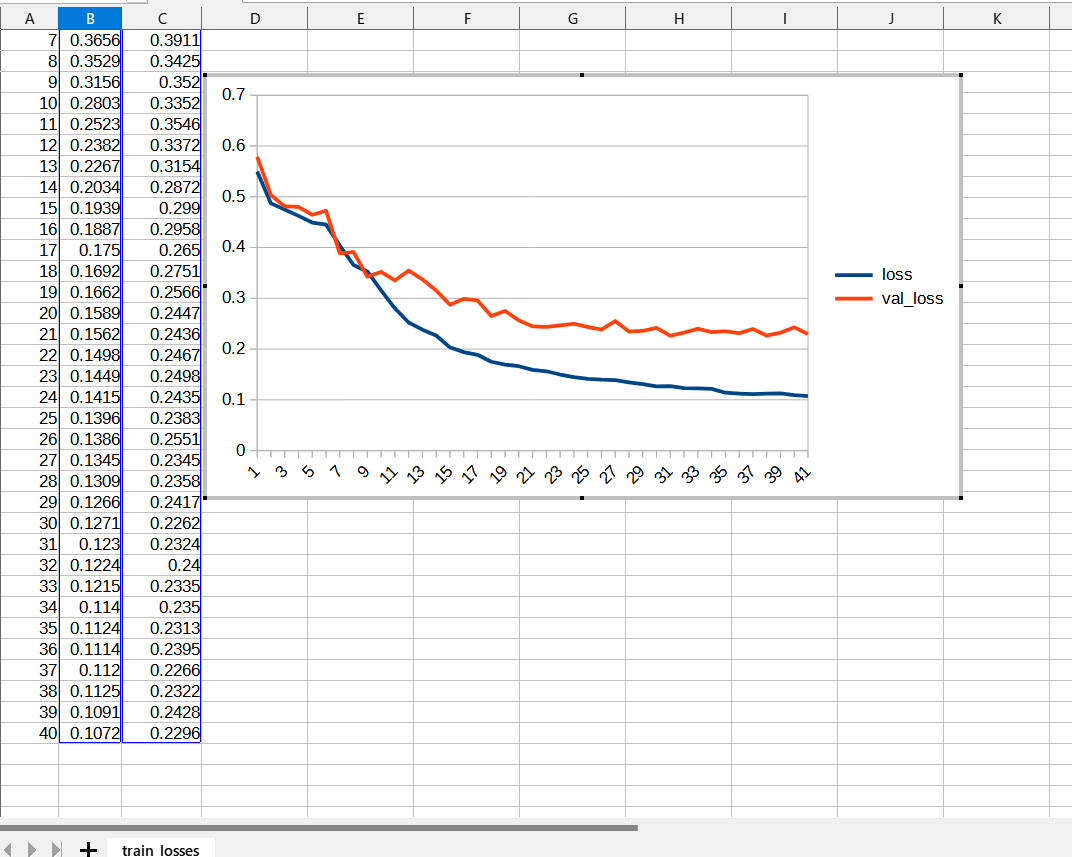 A B C D E F G H I J K
7 0.3656 0.3911
8 0.3529 0.3425
9 0.3156 0.352
10 0.2803 0.3352
11 0.2523 0.3546
12 0.2382 0.3372
13 0.2267 0.3154
14 0.2034 0.2872
15 0.1939 0.299
16 0.1887 0.2958
17 0.175 0.265
18 0.1692 0.2751
19 0.1662 0.2566
20 0.1589 0.2447
21 0.1562 0.2436
22 0.1498 0.2467
23 0.1449 0.2498
24 0.1415 0.2435
25 0.1396 0.2383
26 0.1386 0.2551
27 0.1345 0.2345
28 0.1309 0.2358
29 0.1266 0.2417
30 0.1271 0.2262
31 0.123 0.2324
32 0.1224 0.24
33 0.1215 0.2335
34 0.114 0.235
35 0.1124 0.2313
36 0.1114 0.2395
37 0.112 0.2266
38 0.1125 0.2322
39 0.1091 0.2428
40 0.1072 0.2296
0.7
0.6
0.5
0.4
0.3
0.2
0.1
0
1 3 5 7 9 11 13 15 17 19 21 23 25 27 29 31 33 35 37 39 41
loss
val_loss
train_losses